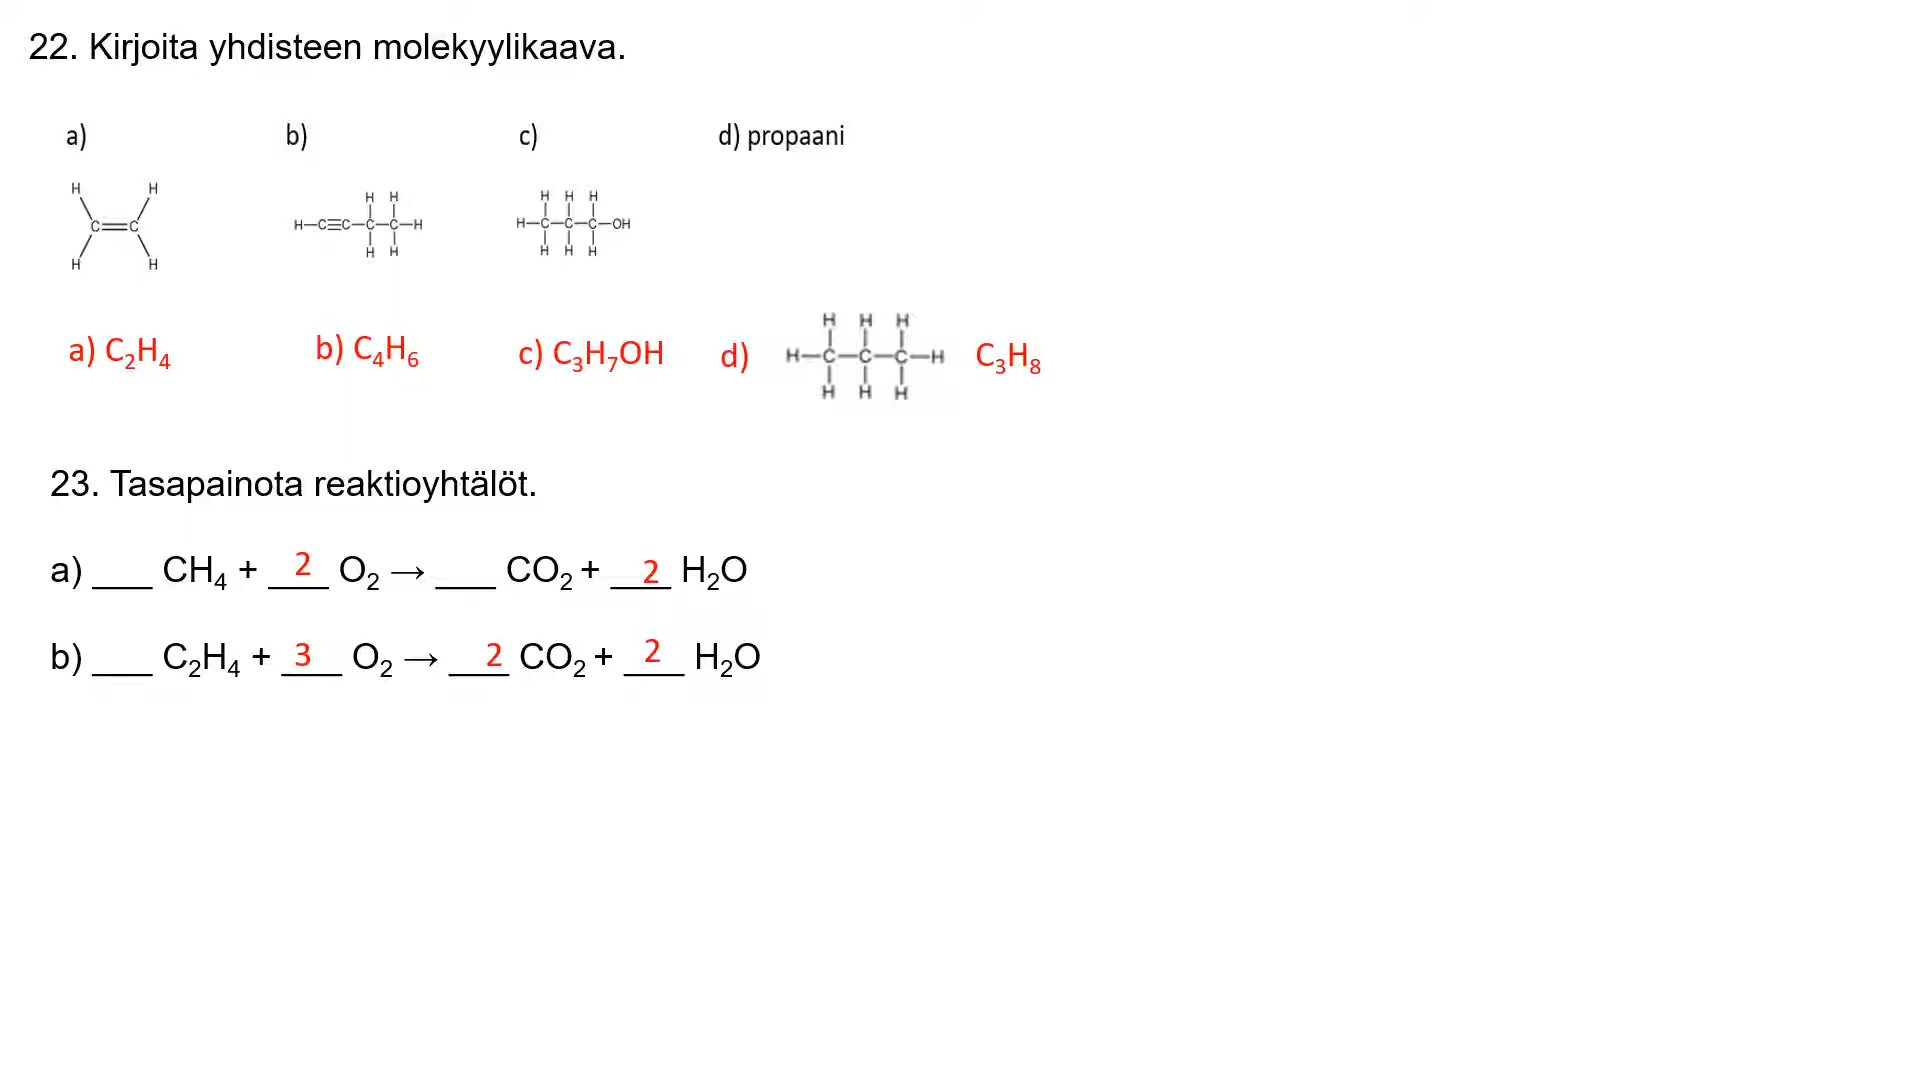 22. Kirjoita yhdisteen molekyylikaava.
a) b) c) d) propaani
H H
C=C
H H
H H
H–C≡C–C–C–H
H H
H H H
H–C–C–C–OH
H H H
a) C₂H₄ b) C₄H₆ c) C₃H₇OH d)
H H H
H–C–C–C–H C₃H₈
H H H
23. Tasapainota reaktioyhtälöt.
a) ___ CH₄ + 2 O₂ → ___ CO₂ + 2 H₂O
b) ___ C₂H₄ + 3 O₂ → 2 CO₂ + 2 H₂O